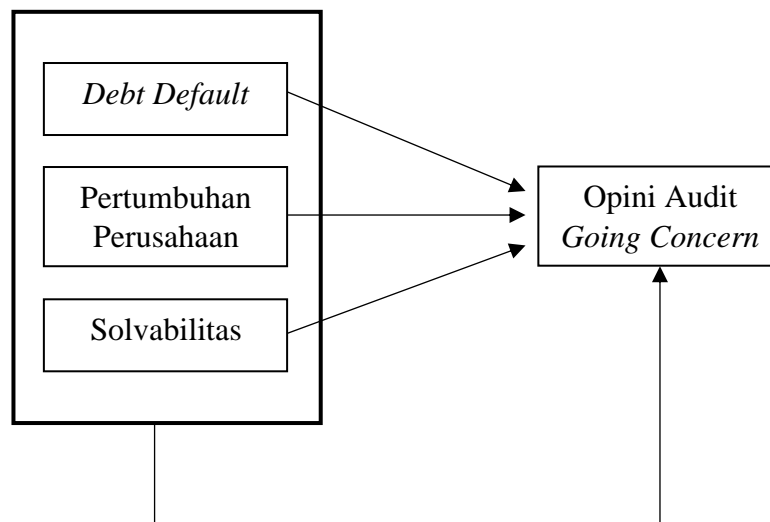 Debt Default
Pertumbuhan
Perusahaan
Solvabilitas
Opini Audit
Going Concern